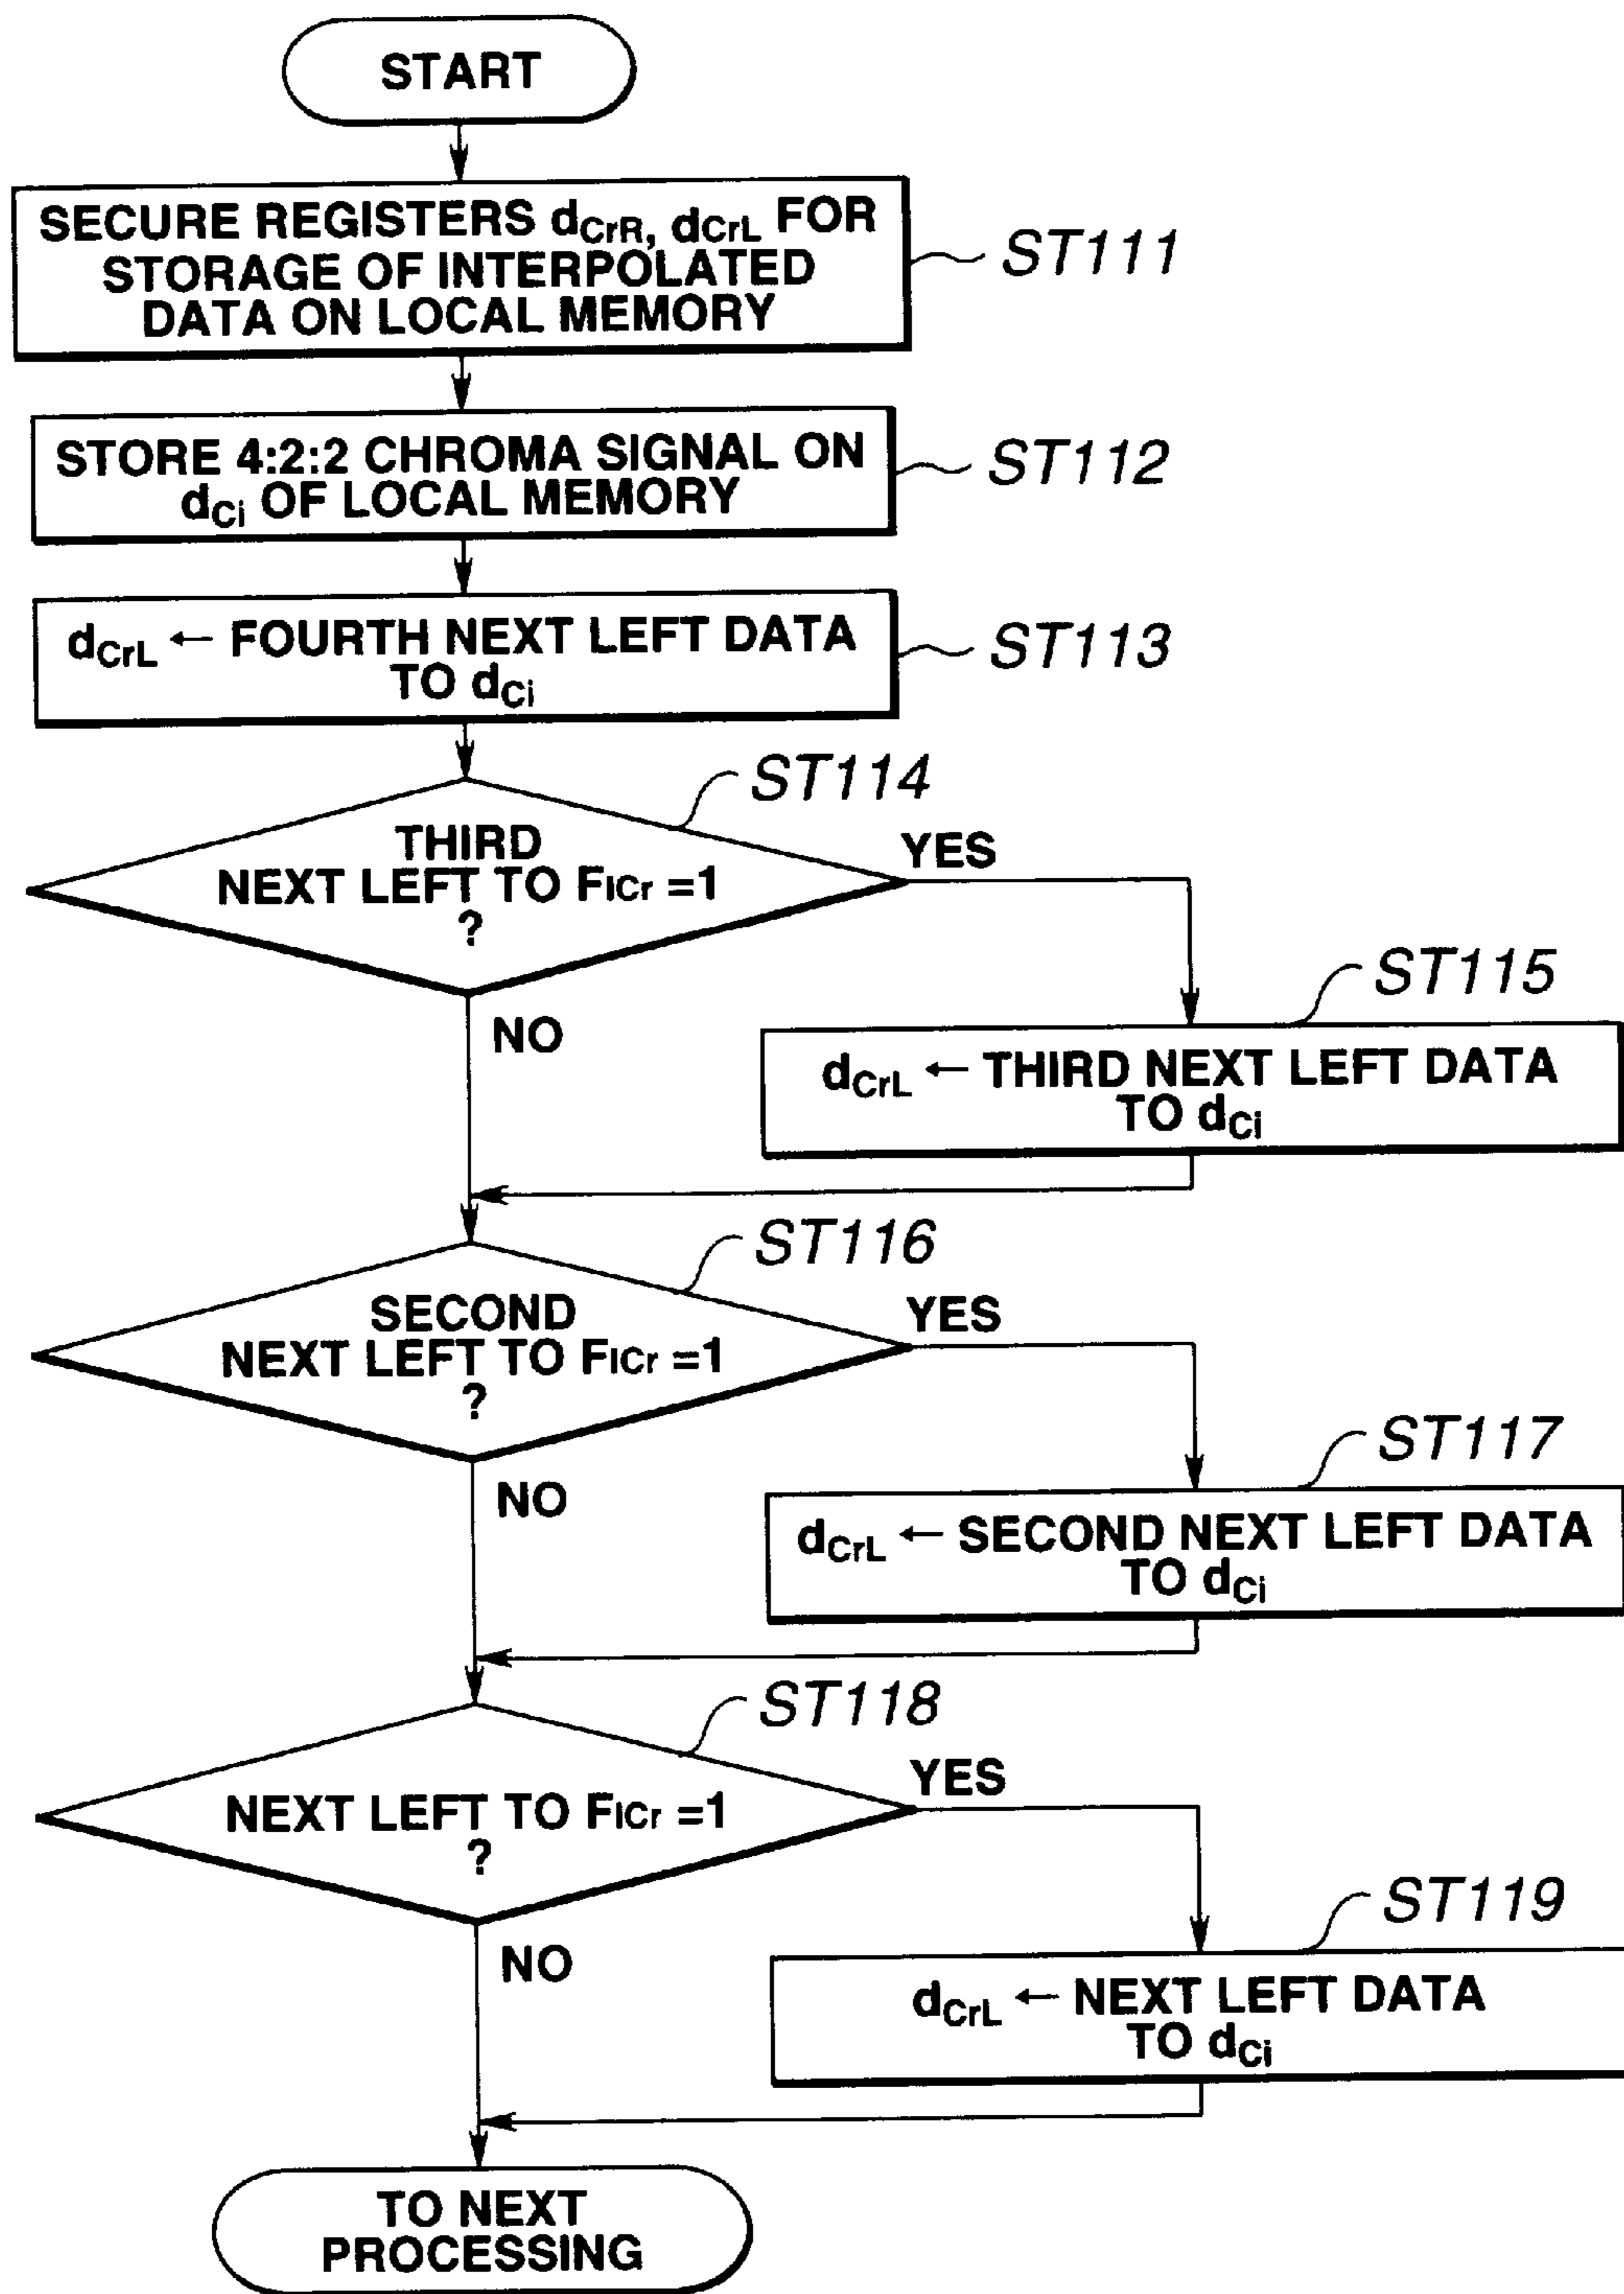 START
SECURE REGISTERS dCrR, dCrL FOR
STORAGE OF INTERPOLATED
DATA ON LOCAL MEMORY
ST111
STORE 4:2:2 CHROMA SIGNAL ON
dCi OF LOCAL MEMORY
ST112
dCrL ← FOURTH NEXT LEFT DATA
TO dCi
ST113
ST114
THIRD
NEXT LEFT TO FICr =1
?
YES
NO
ST115
dCrL ← THIRD NEXT LEFT DATA
TO dCi
ST116
SECOND
NEXT LEFT TO FICr =1
?
YES
NO
ST117
dCrL ← SECOND NEXT LEFT DATA
TO dCi
ST118
NEXT LEFT TO FICr =1
?
YES
NO
ST119
dCrL ← NEXT LEFT DATA
TO dCi
TO NEXT
PROCESSING